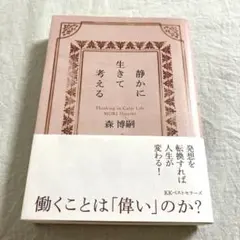 静かに
生きて
考える
Thinking in Calm Life
MORI Hiroshi
森 博嗣
発想を
転換すれば
人生が
変わる!
KKベストセラーズ
働くことは「偉い」のか?